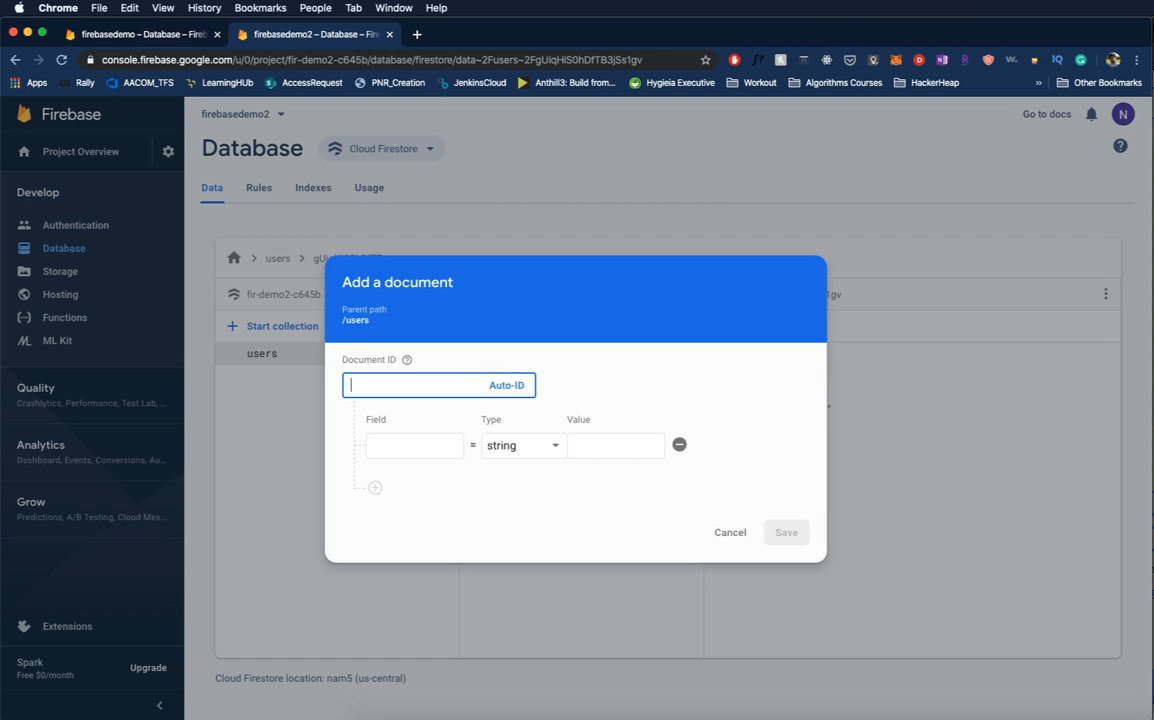 Chrome File Edit View History Bookmarks People Tab Window Help
firebasedemo – Database – Fire
firebasedemo2 – Database – Fire
console.firebase.google.com/u/0/project/fir-demo2-c645b/database/firestore/data~2Fusers~2FgUiqHiS0hDfTB3jSs1gv
Apps Rally AACOM_TFS LearningHUB AccessRequest PNR_Creation JenkinsCloud Anthill3: Build from... Hygieia Executive Workout Algorithms Courses HackerHeap » Other Bookmarks
Firebase
firebasedemo2
Go to docs
N
Project Overview
Database
Cloud Firestore
Develop
Data Rules Indexes Usage
Authentication
Database
Storage
Hosting
Functions
ML Kit
Quality
Crashlytics, Performance, Test Lab, ...
Analytics
Dashboard, Events, Conversions, Au...
Grow
Predictions, A/B Testing, Cloud Mes...
Extensions
Spark
Free $0/month
Upgrade
users
fir-demo2-c645b
1gv
Start collection
users
Add a document
Parent path
/users
Document ID
Auto-ID
Field Type Value
= string
Cancel Save
Cloud Firestore location: nam5 (us-central)